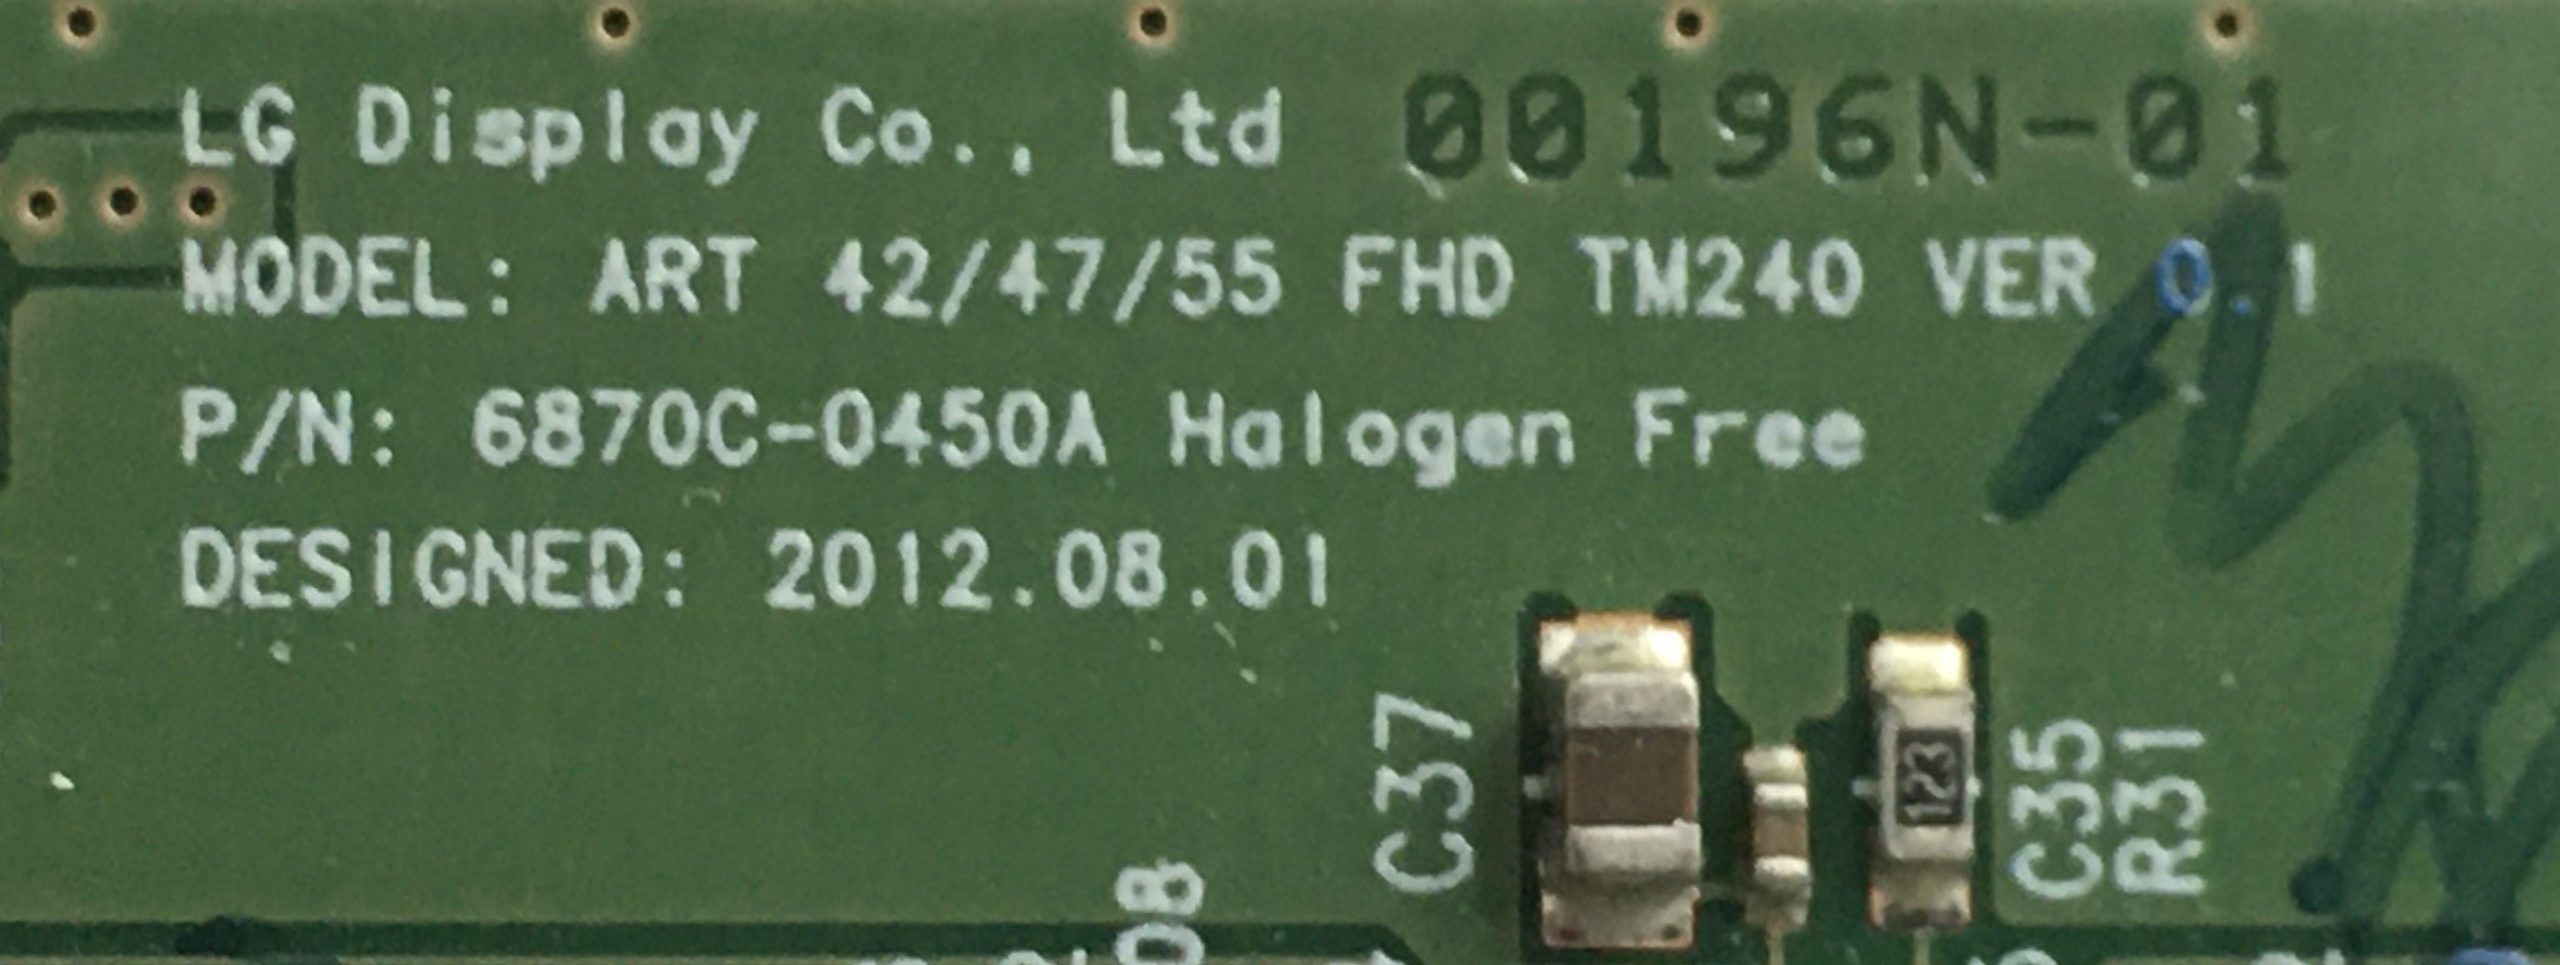 LG Display Co., Ltd 00196N-01
MODEL: ART 42/47/55 FHD TM240 VER 0.1
P/N: 6870C-0450A Halogen Free
DESIGNED: 2012.08.01
C37
123
C35
R31
08